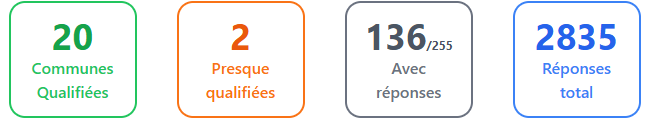 20
Communes
Qualifiées
2
Presque
qualifiées
136/255
Avec
réponses
2835
Réponses
total